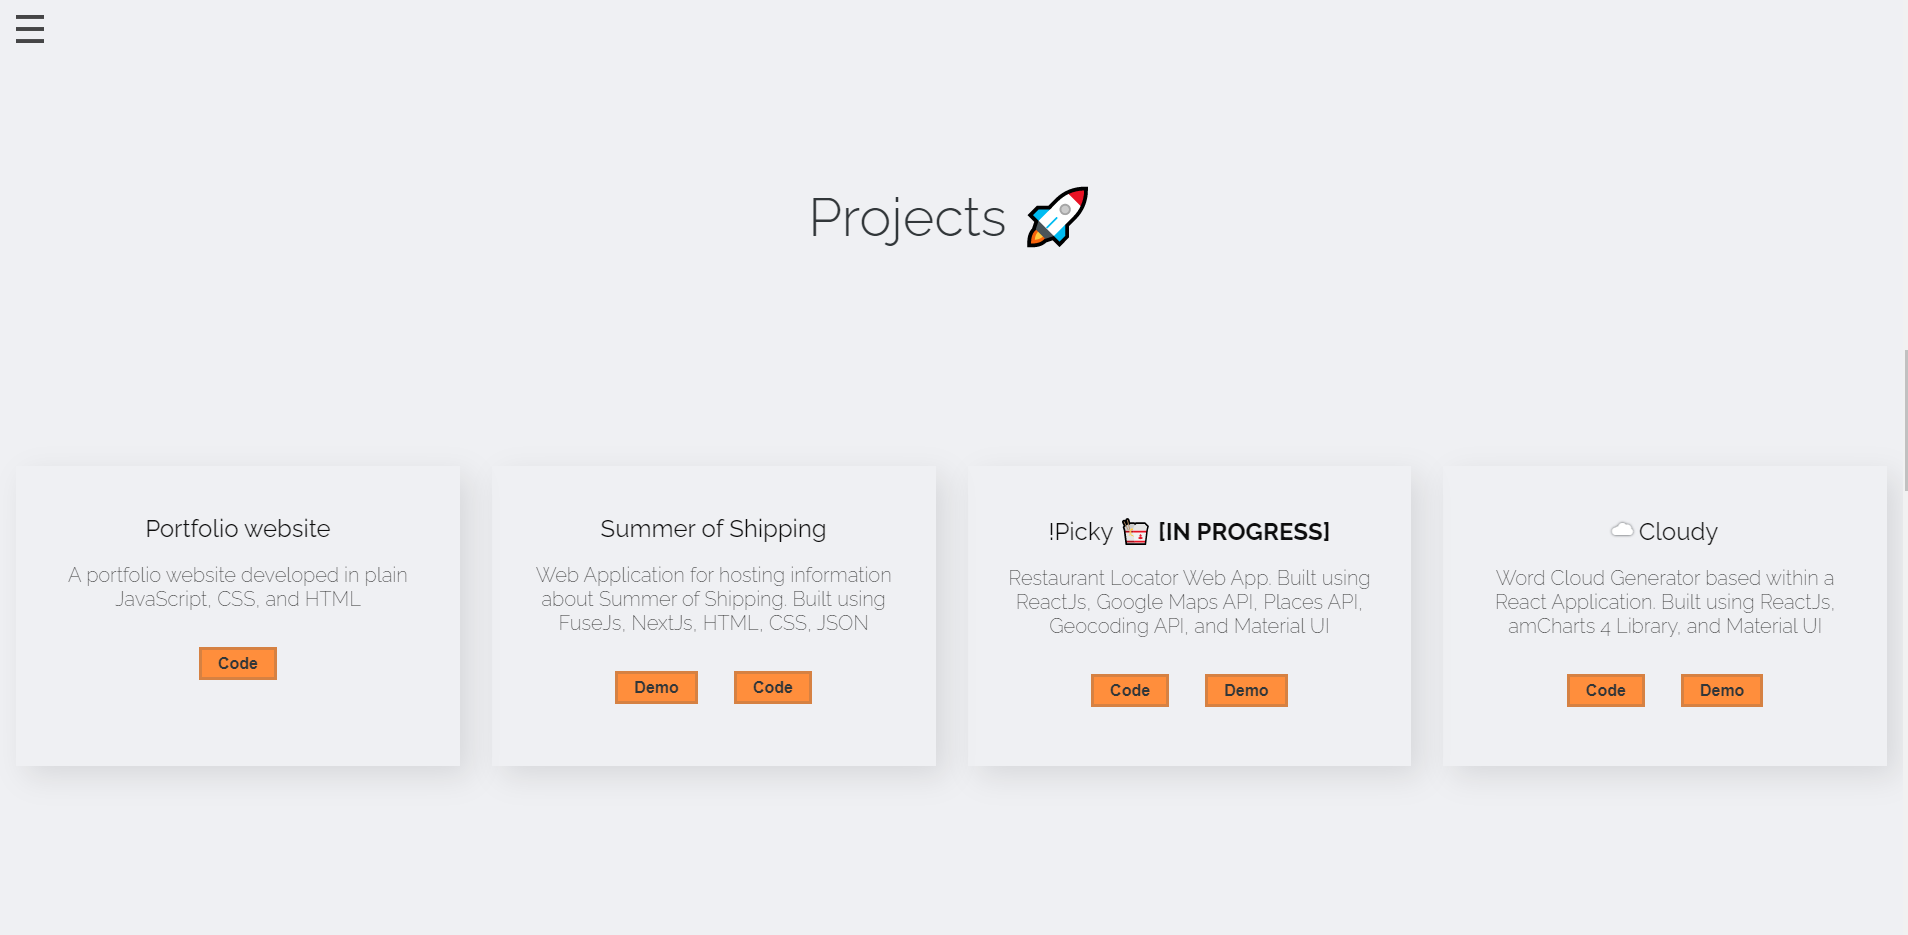 Projects 🚀
Portfolio website
A portfolio website developed in plain
JavaScript, CSS, and HTML
Code
Summer of Shipping
Web Application for hosting information
about Summer of Shipping. Built using
FuseJs, NextJs, HTML, CSS, JSON
Demo Code
!Picky 🥡 [IN PROGRESS]
Restaurant Locator Web App. Built using
ReactJs, Google Maps API, Places API,
Geocoding API, and Material UI
Code Demo
☁ Cloudy
Word Cloud Generator based within a
React Application. Built using ReactJs,
amCharts 4 Library, and Material UI
Code Demo